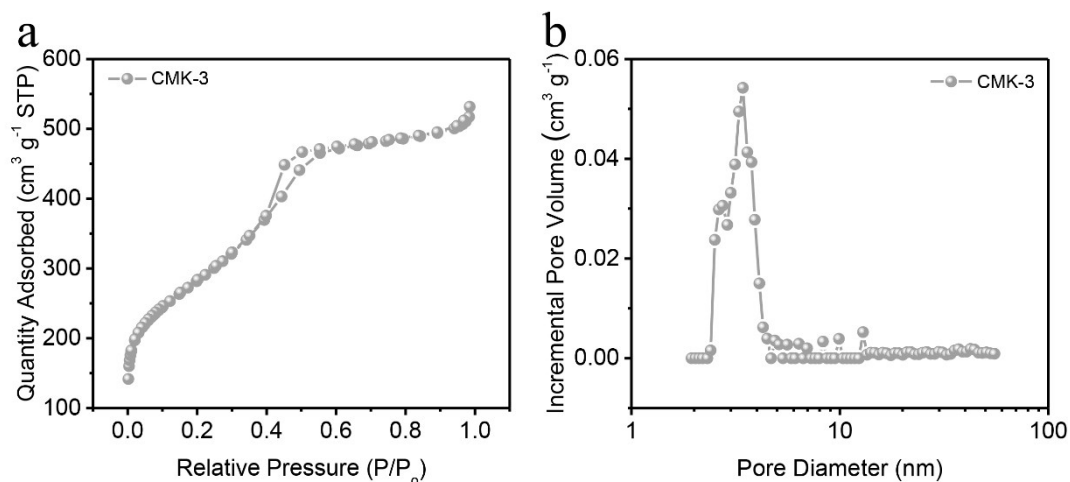 a
Quantity Adsorbed (cm³ g⁻¹ STP)
600
500
400
300
200
100
CMK-3
0.0 0.2 0.4 0.6 0.8 1.0
Relative Pressure (P/Pₒ)
b
Incremental Pore Volume (cm³ g⁻¹)
0.06
0.04
0.02
0.00
CMK-3
1 10 100
Pore Diameter (nm)